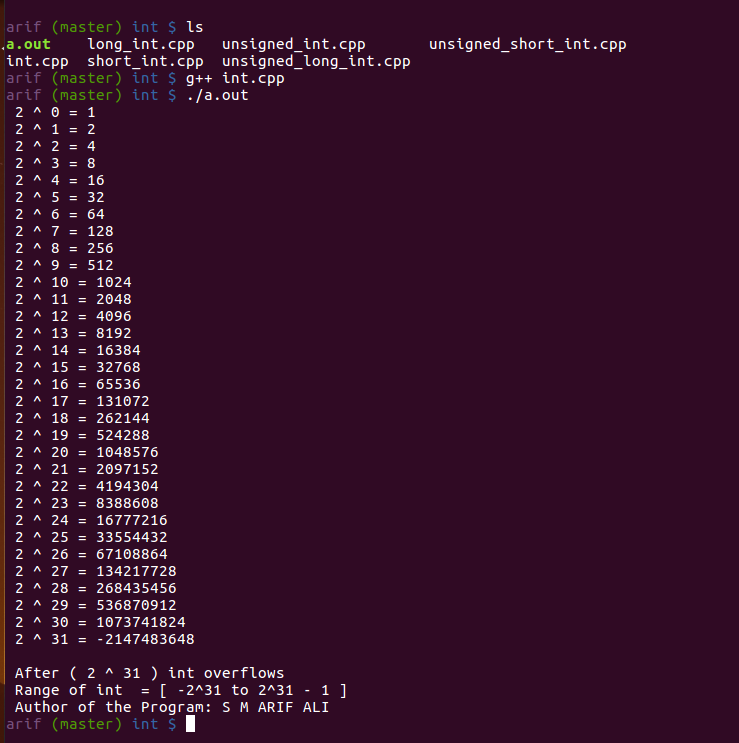 arif (master) int $ ls
a.out    long_int.cpp   unsigned_int.cpp       unsigned_short_int.cpp
int.cpp  short_int.cpp  unsigned_long_int.cpp
arif (master) int $ g++ int.cpp
arif (master) int $ ./a.out
 2 ^ 0 = 1
 2 ^ 1 = 2
 2 ^ 2 = 4
 2 ^ 3 = 8
 2 ^ 4 = 16
 2 ^ 5 = 32
 2 ^ 6 = 64
 2 ^ 7 = 128
 2 ^ 8 = 256
 2 ^ 9 = 512
 2 ^ 10 = 1024
 2 ^ 11 = 2048
 2 ^ 12 = 4096
 2 ^ 13 = 8192
 2 ^ 14 = 16384
 2 ^ 15 = 32768
 2 ^ 16 = 65536
 2 ^ 17 = 131072
 2 ^ 18 = 262144
 2 ^ 19 = 524288
 2 ^ 20 = 1048576
 2 ^ 21 = 2097152
 2 ^ 22 = 4194304
 2 ^ 23 = 8388608
 2 ^ 24 = 16777216
 2 ^ 25 = 33554432
 2 ^ 26 = 67108864
 2 ^ 27 = 134217728
 2 ^ 28 = 268435456
 2 ^ 29 = 536870912
 2 ^ 30 = 1073741824
 2 ^ 31 = -2147483648

 After ( 2 ^ 31 ) int overflows
 Range of int  = [ -2^31 to 2^31 - 1 ]
 Author of the Program: S M ARIF ALI
arif (master) int $